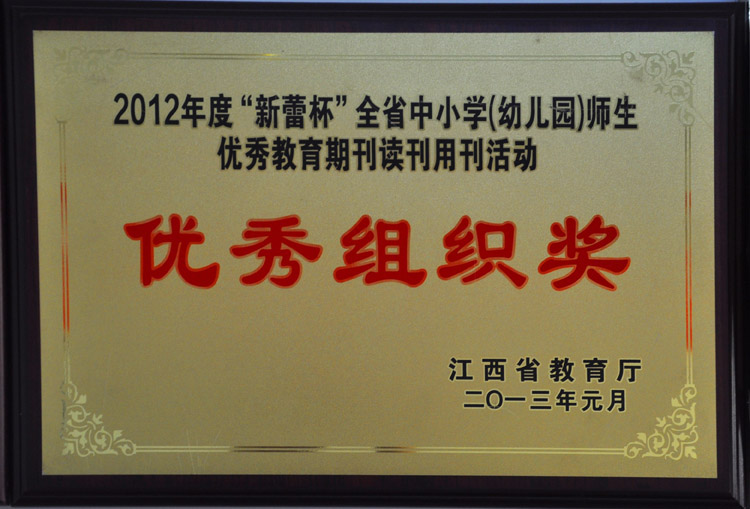 2012年度“新蕾杯”全省中小学(幼儿园)师生
优秀教育期刊读刊用刊活动
优秀组织奖
江西省教育厅
二〇一三年元月